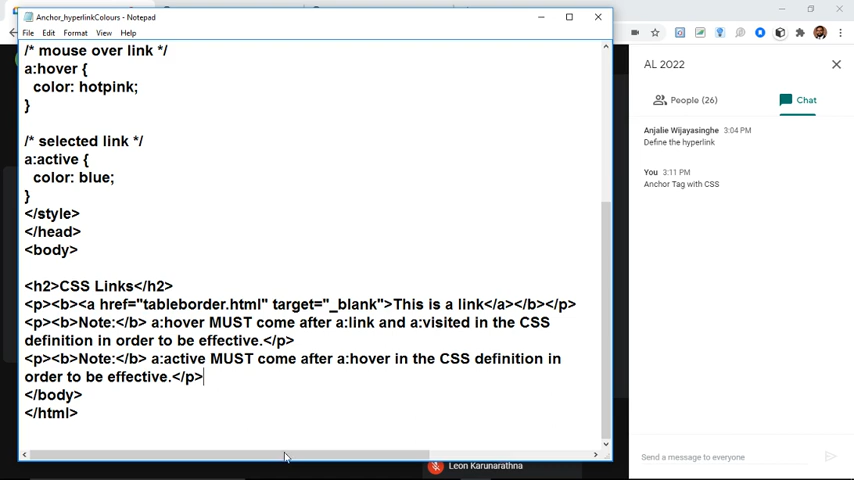 Anchor_hyperlinkColours - Notepad
File Edit Format View Help
/* mouse over link */
a:hover {
color: hotpink;
}
/* selected link */
a:active {
color: blue;
}
</style>
</head>
<body>
<h2>CSS Links</h2>
<p><b><a href="tableborder.html" target="_blank">This is a link</a></b></p>
<p><b>Note:</b> a:hover MUST come after a:link and a:visited in the CSS
definition in order to be effective.</p>
<p><b>Note:</b> a:active MUST come after a:hover in the CSS definition in
order to be effective.</p>
</body>
</html>
Leon Karunarathna
AL 2022
People (26) Chat
Anjalie Wijayasinghe 3:04 PM
Define the hyperlink
You 3:11 PM
Anchor Tag with CSS
Send a message to everyone